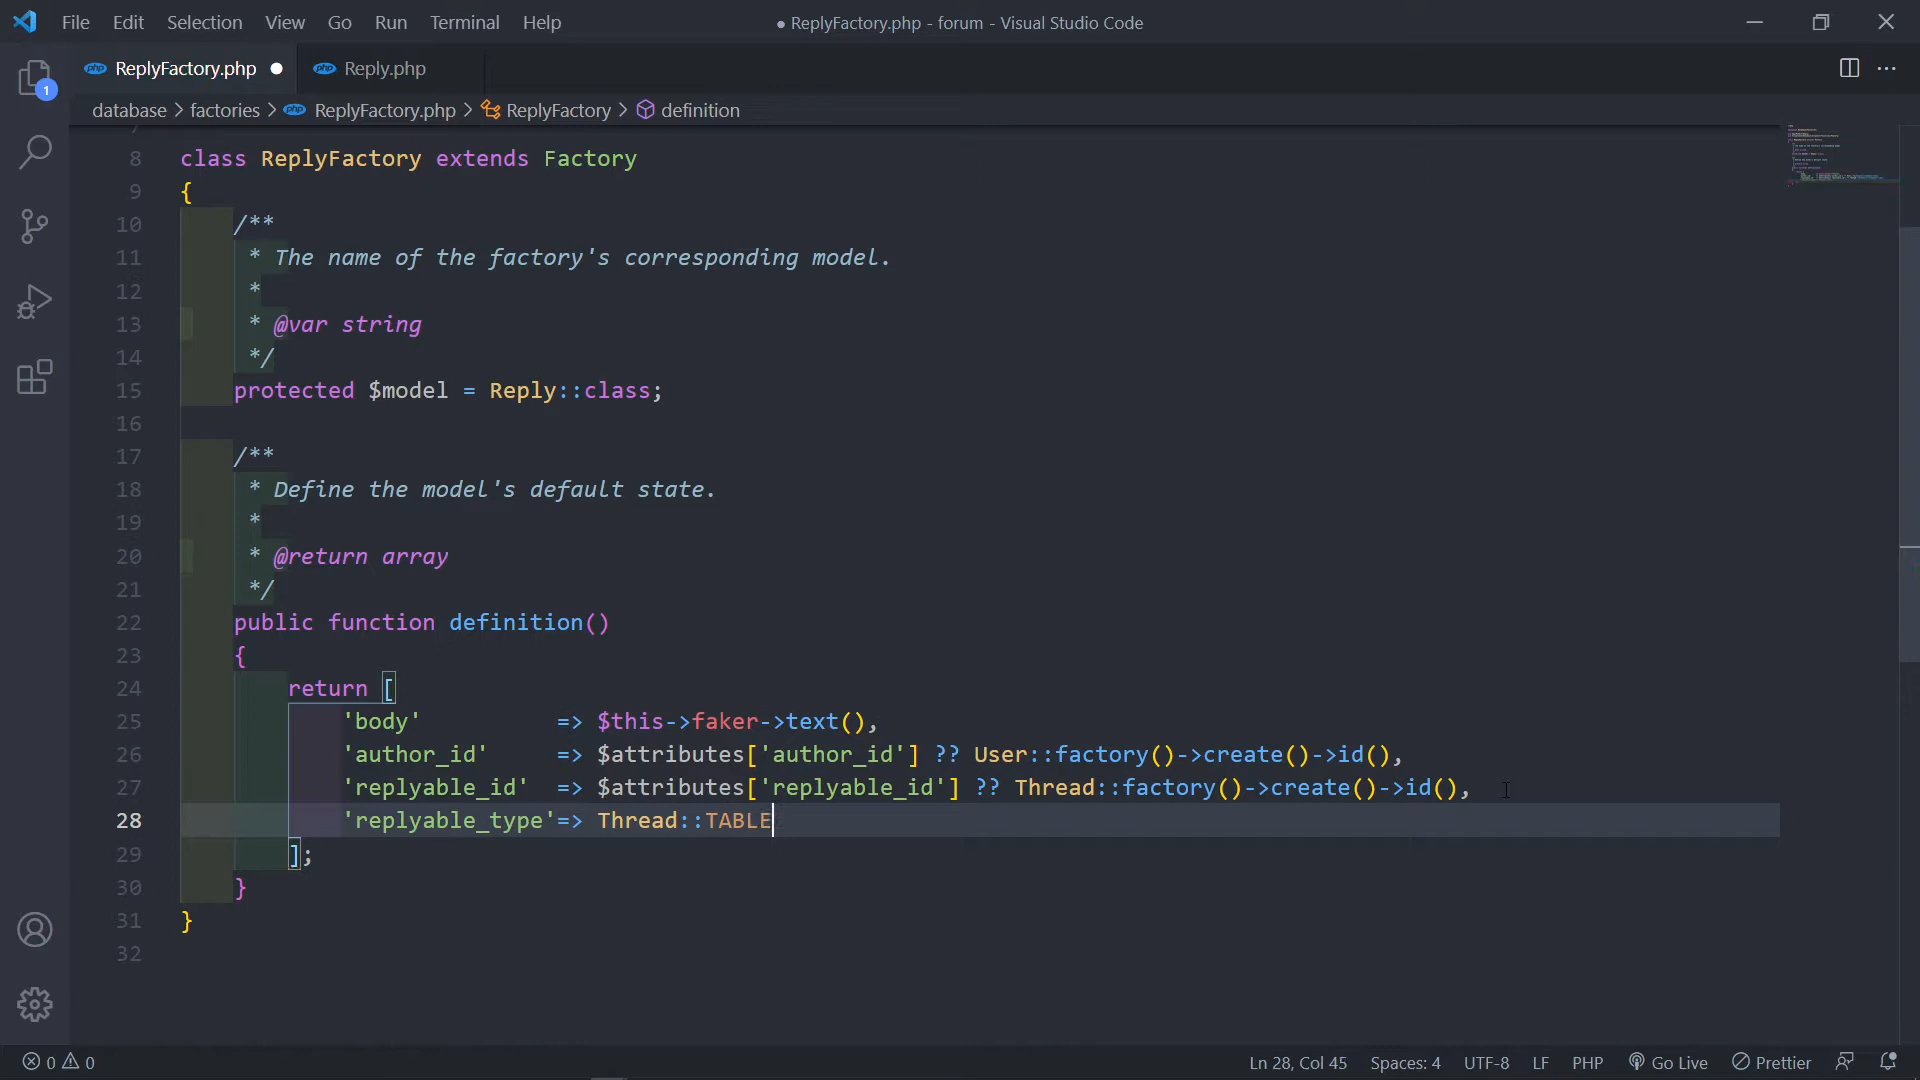 File Edit Selection View Go Run Terminal Help ● ReplyFactory.php - forum - Visual Studio Code
php ReplyFactory.php ● php Reply.php
1
database > factories > php ReplyFactory.php > ReplyFactory > definition
8 class ReplyFactory extends Factory
9 {
10 /**
11 * The name of the factory's corresponding model.
12 *
13 * @var string
14 */
15 protected $model = Reply::class;
16
17 /**
18 * Define the model's default state.
19 *
20 * @return array
21 */
22 public function definition()
23 {
24 return [
25 'body' => $this->faker->text(),
26 'author_id' => $attributes['author_id'] ?? User::factory()->create()->id(),
27 'replyable_id' => $attributes['replyable_id'] ?? Thread::factory()->create()->id(),
28 'replyable_type'=> Thread::TABLE
29 ];
30 }
31 }
32
0 0 Ln 28, Col 45 Spaces: 4 UTF-8 LF PHP Go Live Prettier